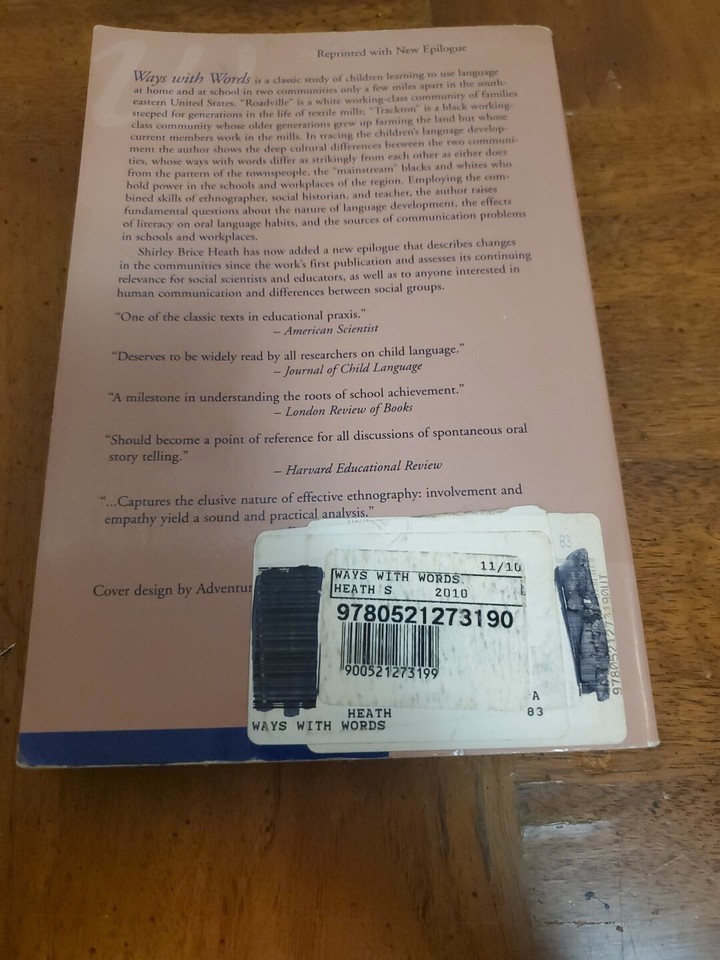 Reprinted with New Epilogue
Ways with Words is a classic study of children learning to use language
at home and at school in two communities only a few miles apart in the south-
eastern United States. "Roadville" is a white working-class community of families
steeped for generations in the life of textile mills; "Trackton" is a black working-
class community whose older generations grew up farming the land but whose
current members work in the mills. In tracing the children's language develop-
ment the author shows the deep cultural differences between the two communi-
ties, whose ways with words differ as strikingly from each other as either does
from the pattern of the townspeople, the "mainstream" blacks and whites who
hold power in the schools and workplaces of the region. Employing the com-
bined skills of ethnographer, social historian, and teacher, the author raises
fundamental questions about the nature of language development, the effects
of literacy on oral language habits, and the sources of communication problems
in schools and workplaces.
Shirley Brice Heath has now added a new epilogue that describes changes
in the communities since the work's first publication and assesses its continuing
relevance for social scientists and educators, as well as to anyone interested in
human communication and differences between social groups.
"One of the classic texts in educational praxis."
– American Scientist
"Deserves to be widely read by all researchers on child language."
– Journal of Child Language
"A milestone in understanding the roots of school achievement."
– London Review of Books
"Should become a point of reference for all discussions of spontaneous oral
story telling."
– Harvard Educational Review
"...Captures the elusive nature of effective ethnography: involvement and
empathy yield a sound and practical analysis."
Cover design by Adventu
83
11/10
WAYS WITH WORDS
HEATH S 2010
9780521273190
900521273199
A
83
HEATH
WAYS WITH WORDS